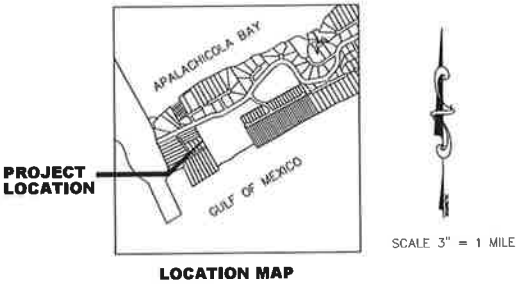 APALACHICOLA BAY
PROJECT
LOCATION
GULF OF MEXICO
SCALE 3" = 1 MILE
LOCATION MAP